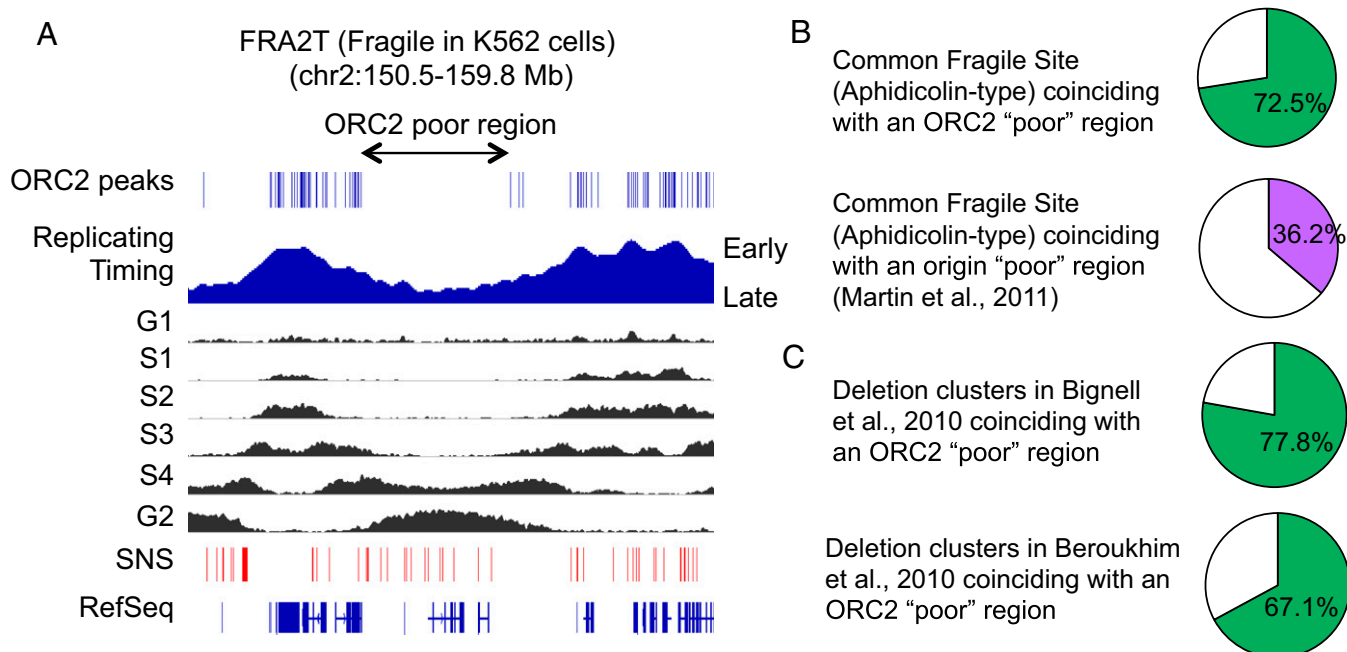 A
FRA2T (Fragile in K562 cells)
(chr2:150.5-159.8 Mb)
ORC2 poor region
ORC2 peaks
Replicating
Timing
Early
Late
G1
S1
S2
S3
S4
G2
SNS
RefSeq
B
Common Fragile Site
(Aphidicolin-type) coinciding
with an ORC2 “poor” region
72.5%
Common Fragile Site
(Aphidicolin-type) coinciding
with an origin “poor” region
(Martin et al., 2011)
36.2%
C
Deletion clusters in Bignell
et al., 2010 coinciding with
an ORC2 “poor” region
77.8%
Deletion clusters in Beroukhim
et al., 2010 coinciding with an
ORC2 “poor” region
67.1%